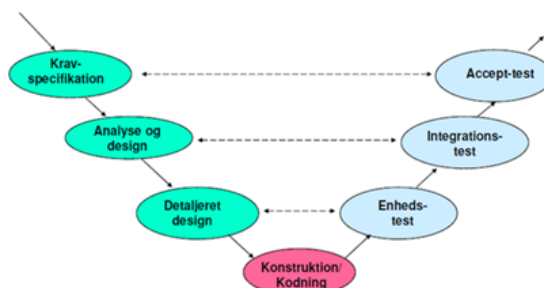 Krav-
specifikation
Accept-test
Analyse og
design
Integrations-
test
Detaljeret
design
Enheds-
test
Konstruktion/
Kodning